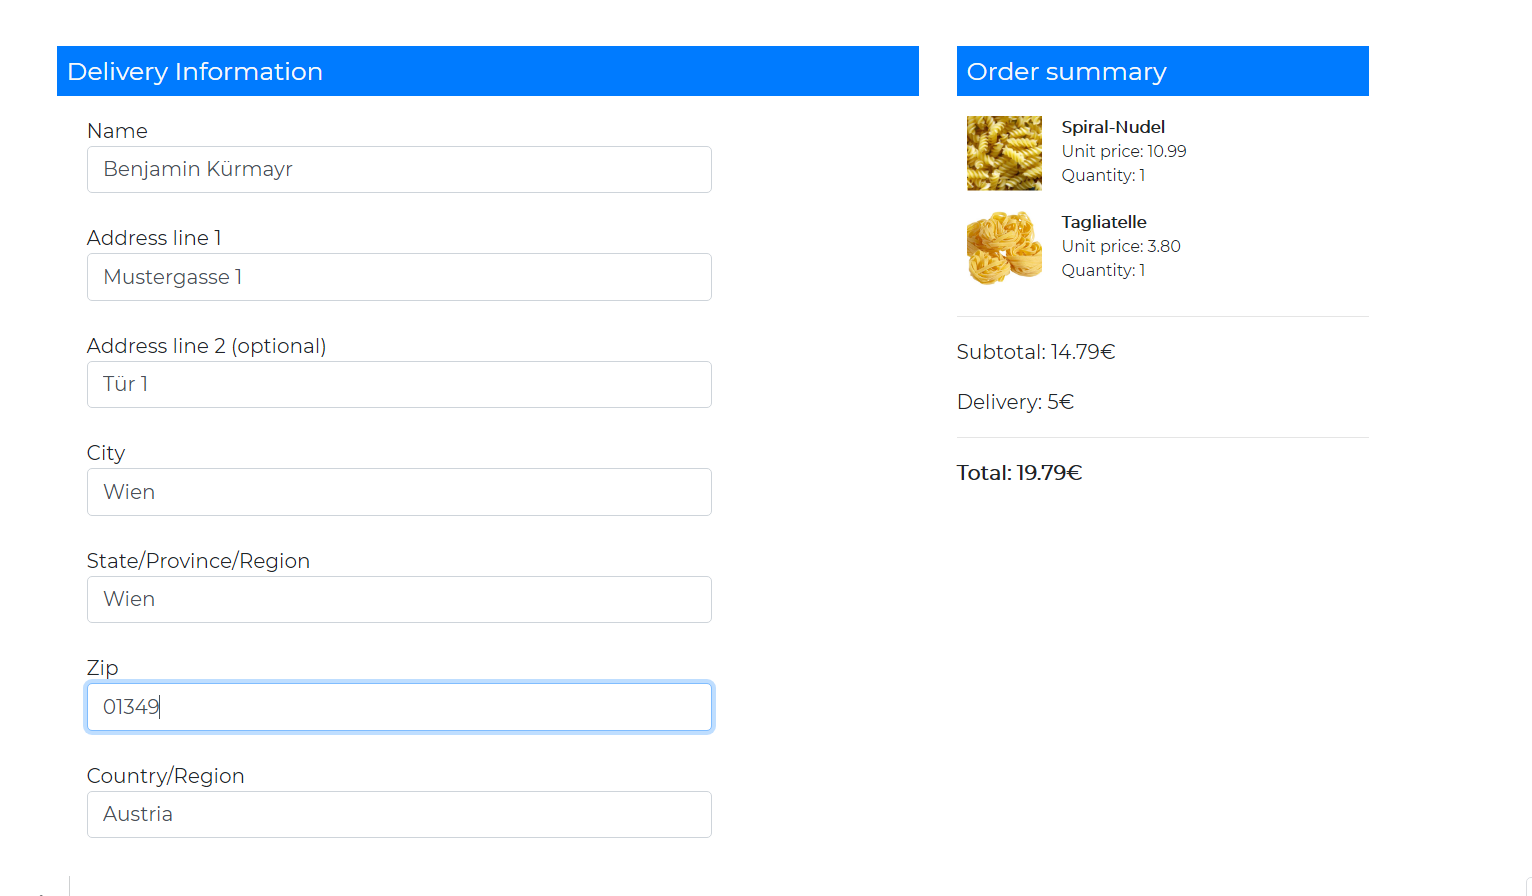 Delivery Information
Name
Benjamin Kürmayr
Address line 1
Mustergasse 1
Address line 2 (optional)
Tür 1
City
Wien
State/Province/Region
Wien
Zip
01349
Country/Region
Austria
Order summary
Spiral-Nudel
Unit price: 10.99
Quantity: 1
Tagliatelle
Unit price: 3.80
Quantity: 1
Subtotal: 14.79€
Delivery: 5€
Total: 19.79€